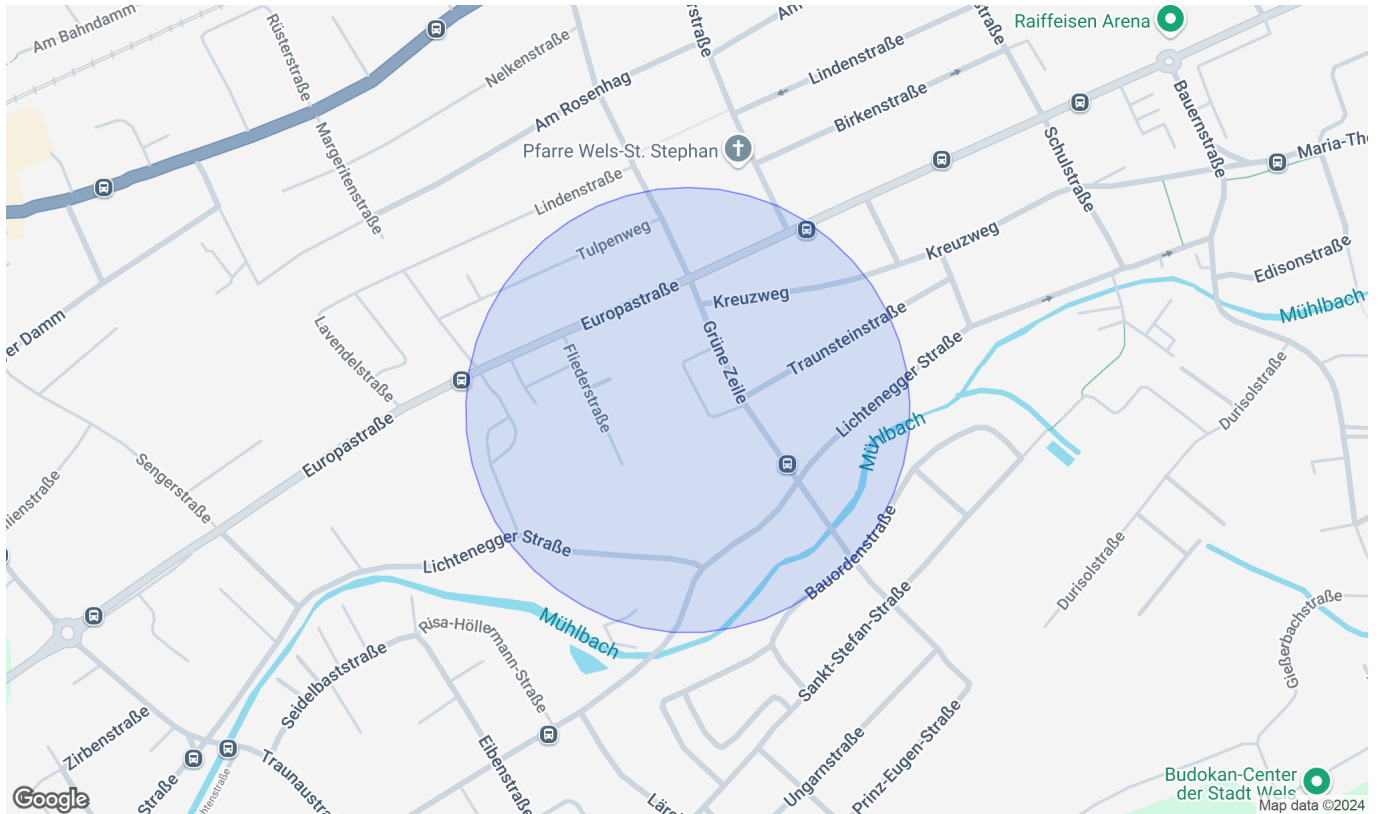 Am Bahndamm
Rüsterstraße
Nelkenstraße
Am Rosenhag
Lindenstraße
Birkenstraße
Raiffeisen Arena
Bauernstraße
Schulstraße
Margeritenstraße
Pfarre Wels-St. Stephan
Lindenstraße
Tulpenweg
Kreuzweg
Edisonstraße
Mühlbach
Europastraße
Kreuzweg
Traunsteinstraße
Grüne Zeile
Lavendelstraße
Fliederstraße
Lichtenegger Straße
Mühlbach
Durisolstraße
Europastraße
Sengerstraße
Lichtenegger Straße
Bauordenstraße
Durisolstraße
Gießerbachstraße
Mühlbach
Risa-Höllermann-Straße
Seidelbaststraße
Sankt-Stefan-Straße
Zirbenstraße
Eibenstraße
Ungarnstraße
Prinz-Eugen-Straße
Budokan-Center
der Stadt Wels
Google
Map data ©2024